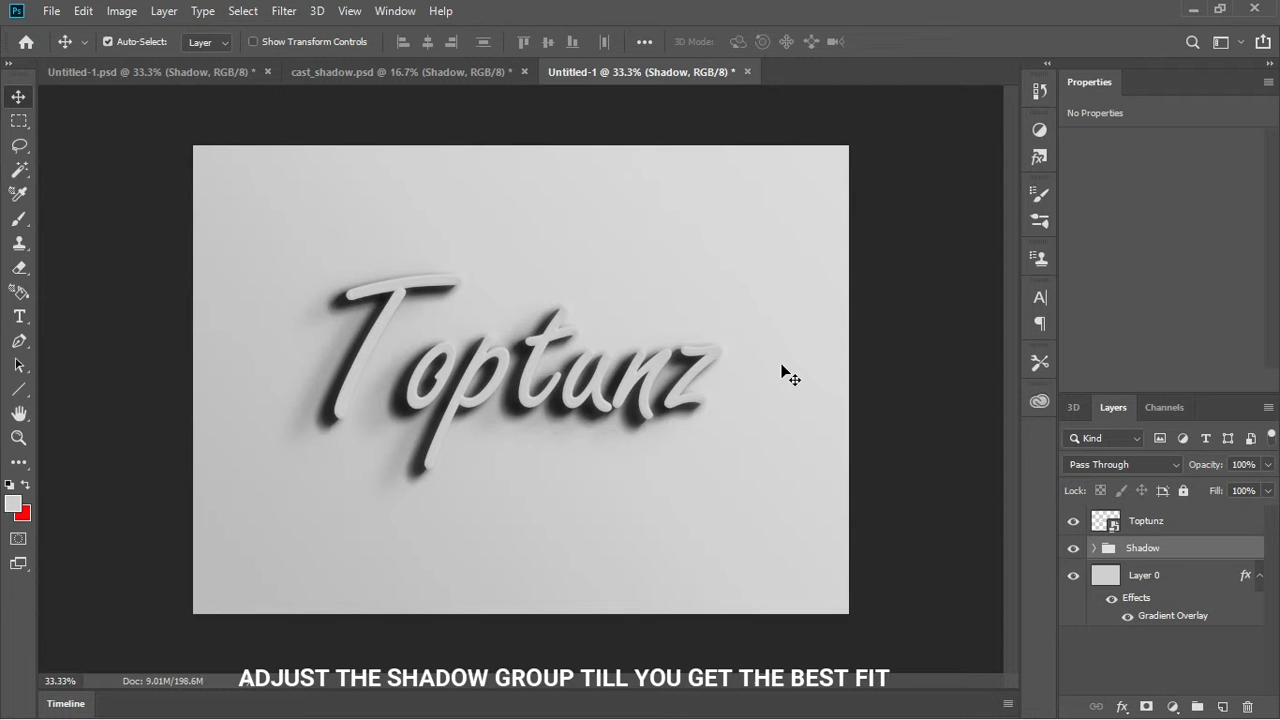 Ps File Edit Image Layer Type Select Filter 3D View Window Help
Auto-Select: Layer Show Transform Controls 3D Mode:
Untitled-1.psd @ 33.3% (Shadow, RGB/8) * × cast_shadow.psd @ 16.7% (Shadow, RGB/8) * × Untitled-1 @ 33.3% (Shadow, RGB/8) * ×
Properties
No Properties
Toptunz
3D Layers Channels
Kind
Pass Through Opacity: 100%
Lock: Fill: 100%
Toptunz
Shadow
Layer 0 fx
Effects
Gradient Overlay
33.33% Doc: 9.01M/198.6M
ADJUST THE SHADOW GROUP TILL YOU GET THE BEST FIT
Timeline